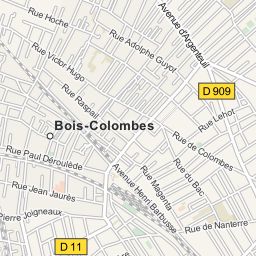 Rue Hoche
Avenue d'Argenteuil
Rue Adolphe Guyot
Rue Victor Hugo
D 909
Rue Raspail
Rue Lehot
Bois-Colombes
Rue de Colombes
Rue Paul Déroulède
Avenue Henri Barbusse
Rue Magenta
Rue du Bac
Rue Jean Jaurès
Pierre Joigneaux
Rue de Nanterre
D 11